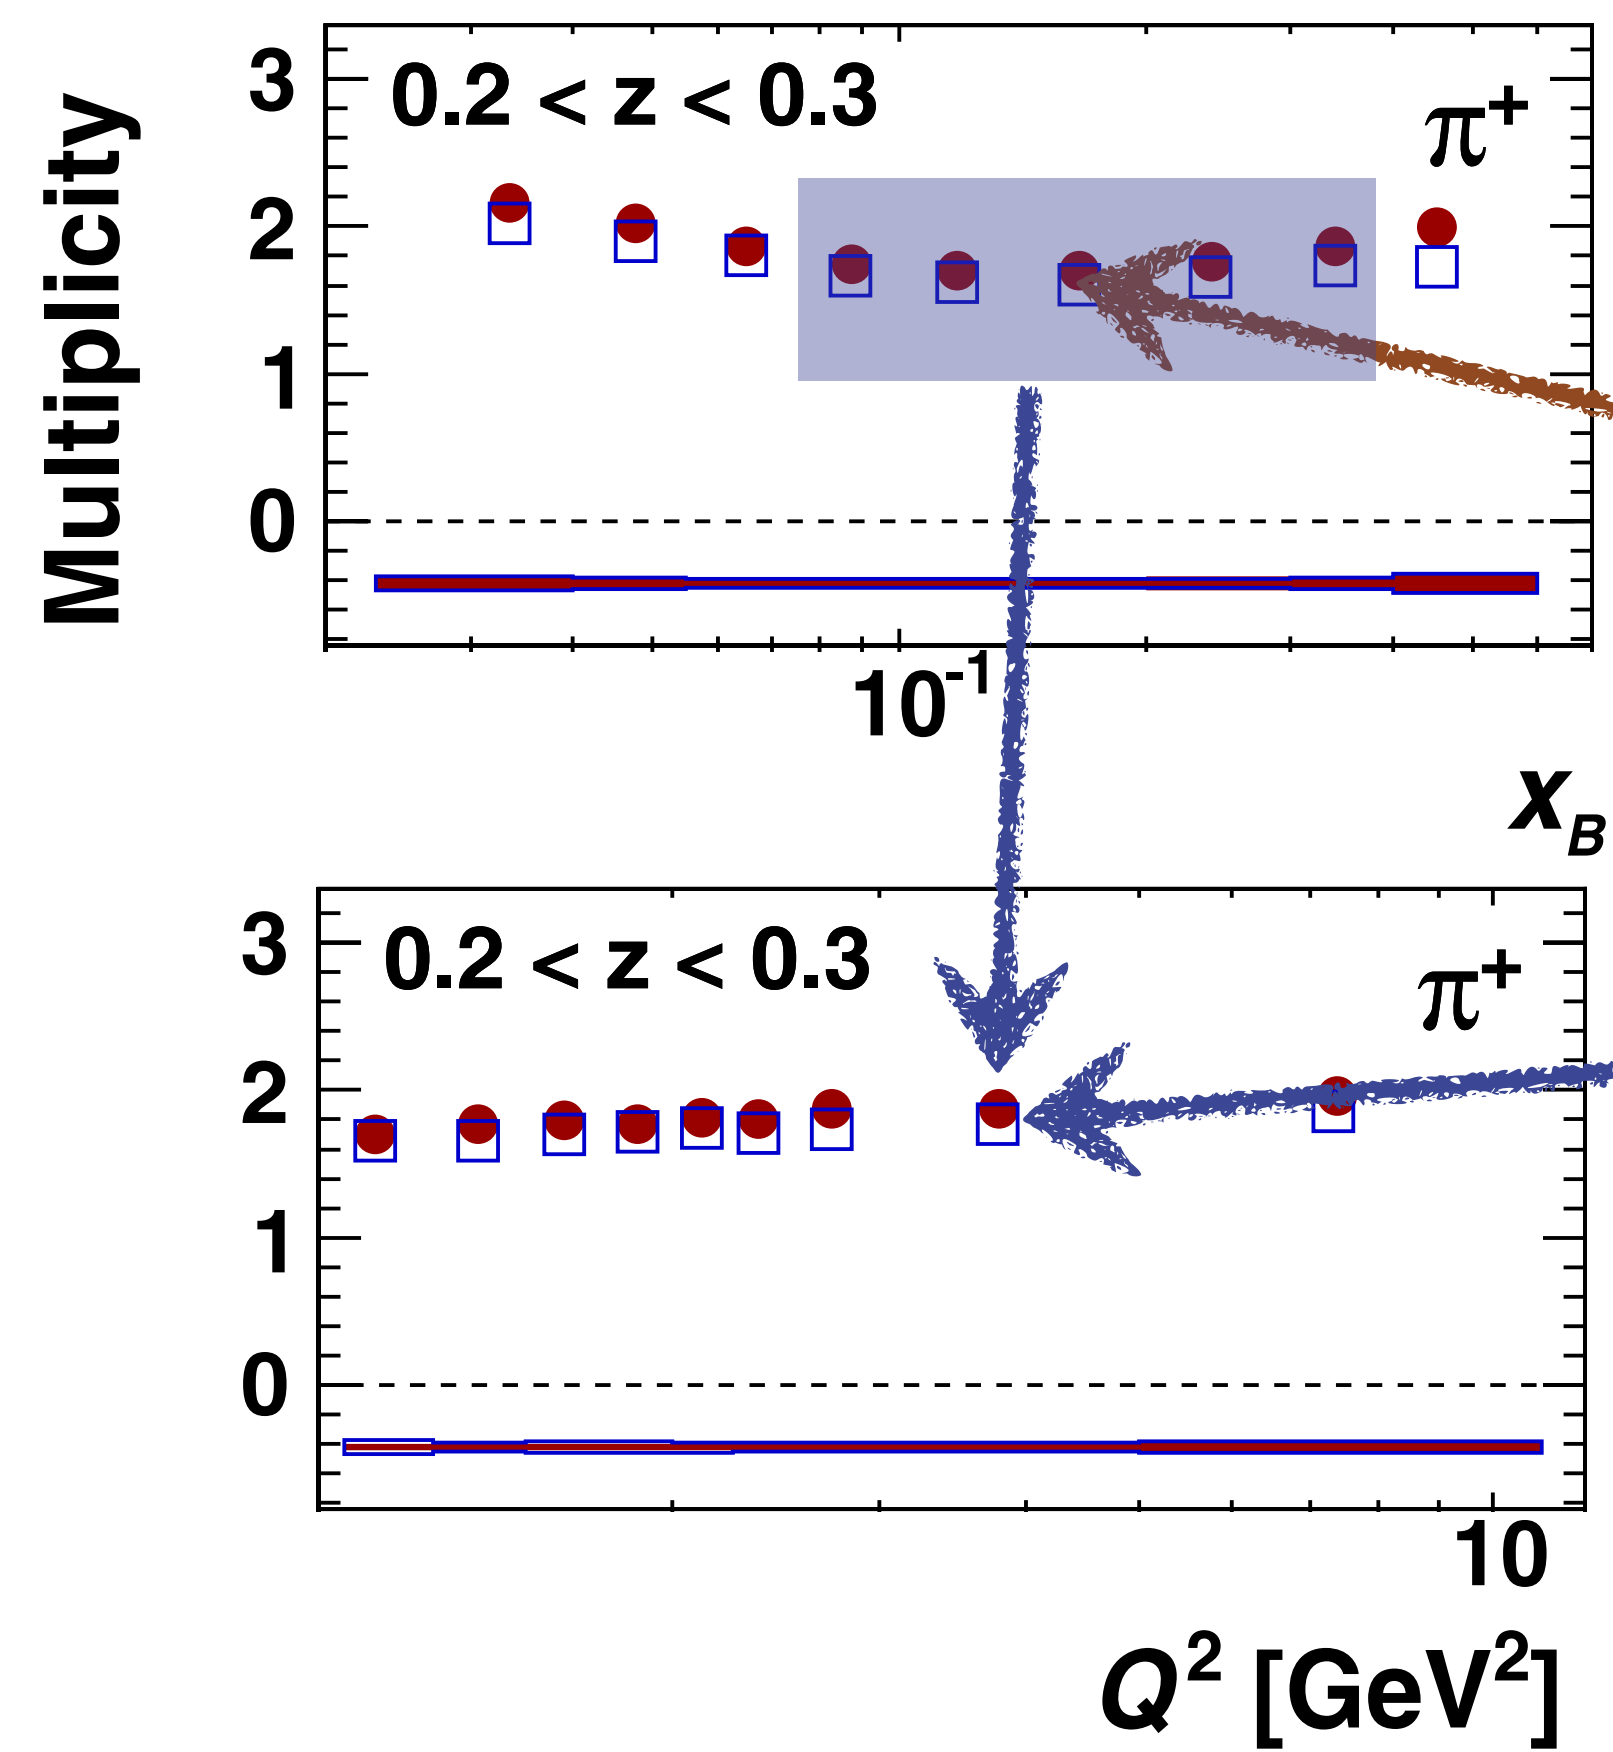 Multiplicity
3
0.2 < z < 0.3
π⁺
2
1
0
10⁻¹
x_B
3
0.2 < z < 0.3
π⁺
2
1
0
10
Q² [GeV²]